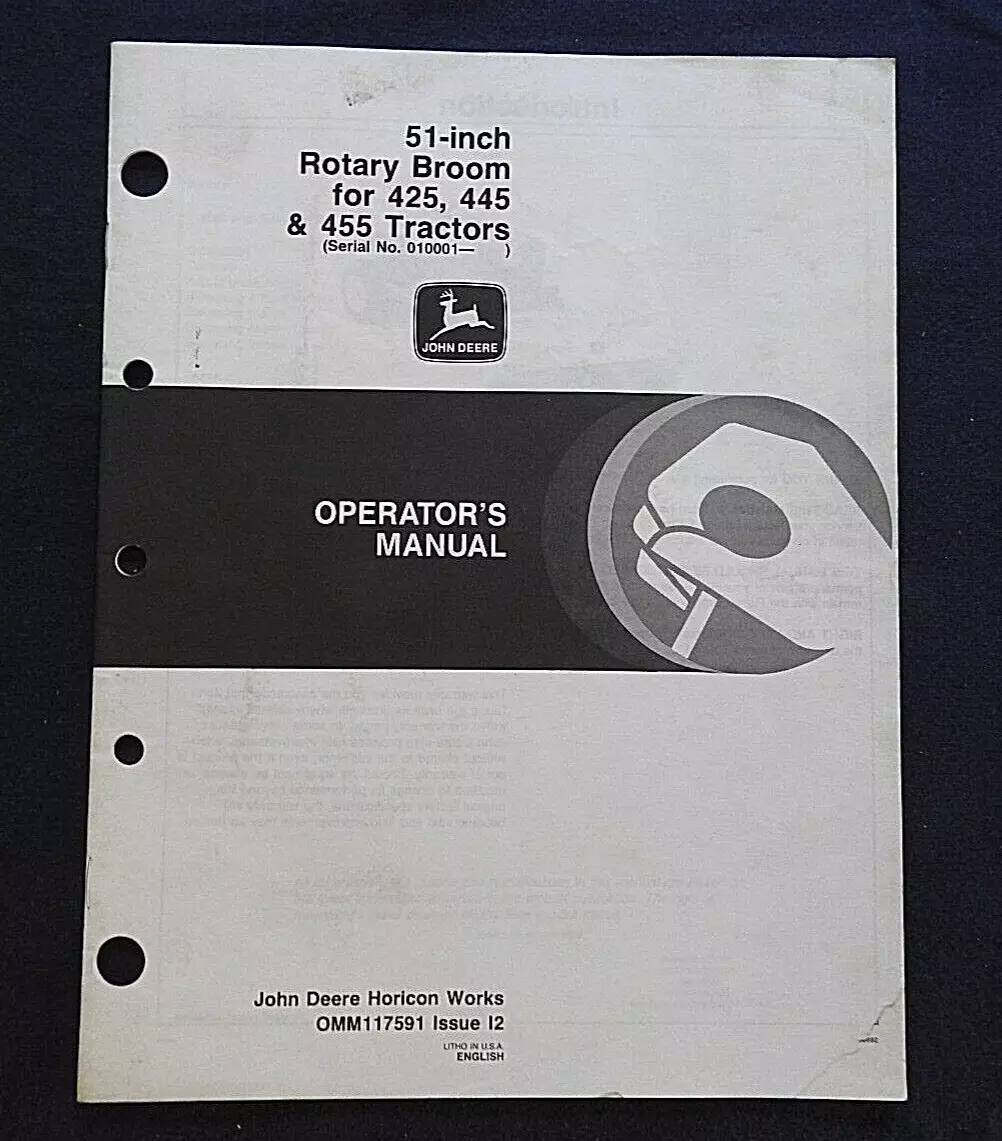 51-inch
Rotary Broom
for 425, 445
& 455 Tractors
(Serial No. 010001— )
JOHN DEERE
OPERATOR'S
MANUAL
John Deere Horicon Works
OMM117591 Issue I2
LITHO IN U.S.A.
ENGLISH